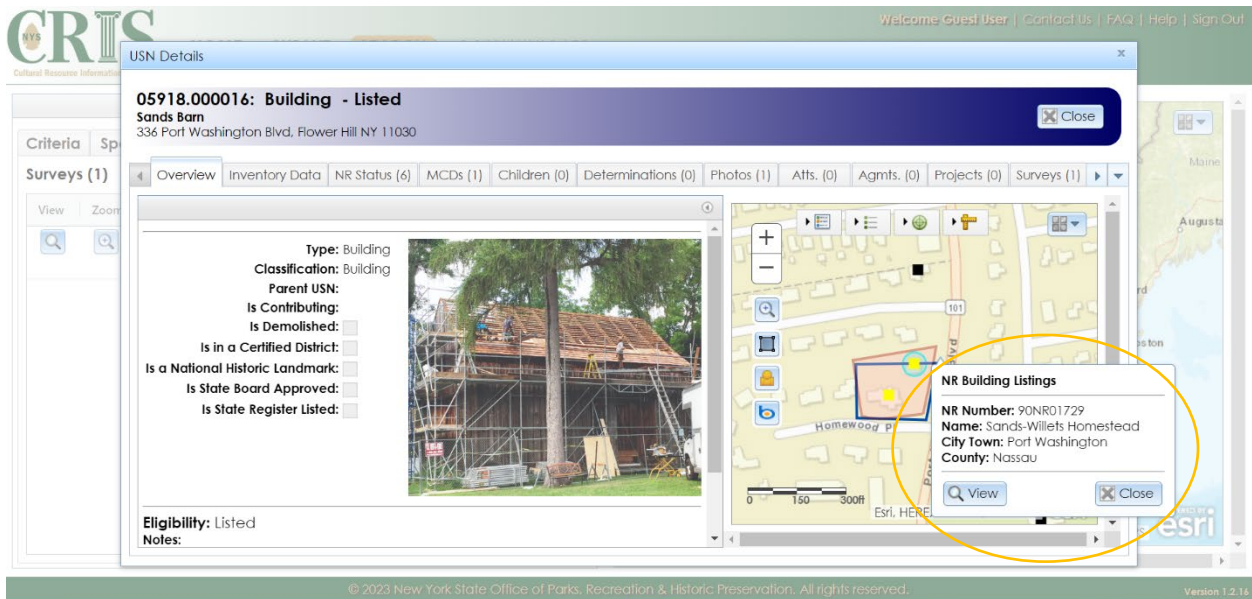 NYS
CRIS
Cultural Resource Informatio
Welcome Guest User | Contact Us | FAQ | Help | Sign Out
USN Details
x
05918.000016: Building - Listed
Sands Barn
336 Port Washington Blvd, Flower Hill NY 11030
Close
Criteria
Surveys (1)
View Zoom
Overview Inventory Data NR Status (6) MCDs (1) Children (0) Determinations (0) Photos (1) Atts. (0) Agmts. (0) Projects (0) Surveys (1)
Type: Building
Classification: Building
Parent USN:
Is Contributing:
Is Demolished:
Is in a Certified District:
Is a National Historic Landmark:
Is State Board Approved:
Is State Register Listed:
Eligibility: Listed
Notes:
+
−
101
Homewood P
Blvd
0 150 300ft
Esri, HERE,
NR Building Listings
NR Number: 90NR01729
Name: Sands-Willets Homestead
City Town: Port Washington
County: Nassau
View Close
Maine
Augusta
esri
© 2023 New York State Office of Parks, Recreation & Historic Preservation. All rights reserved.
Version 1.2.16